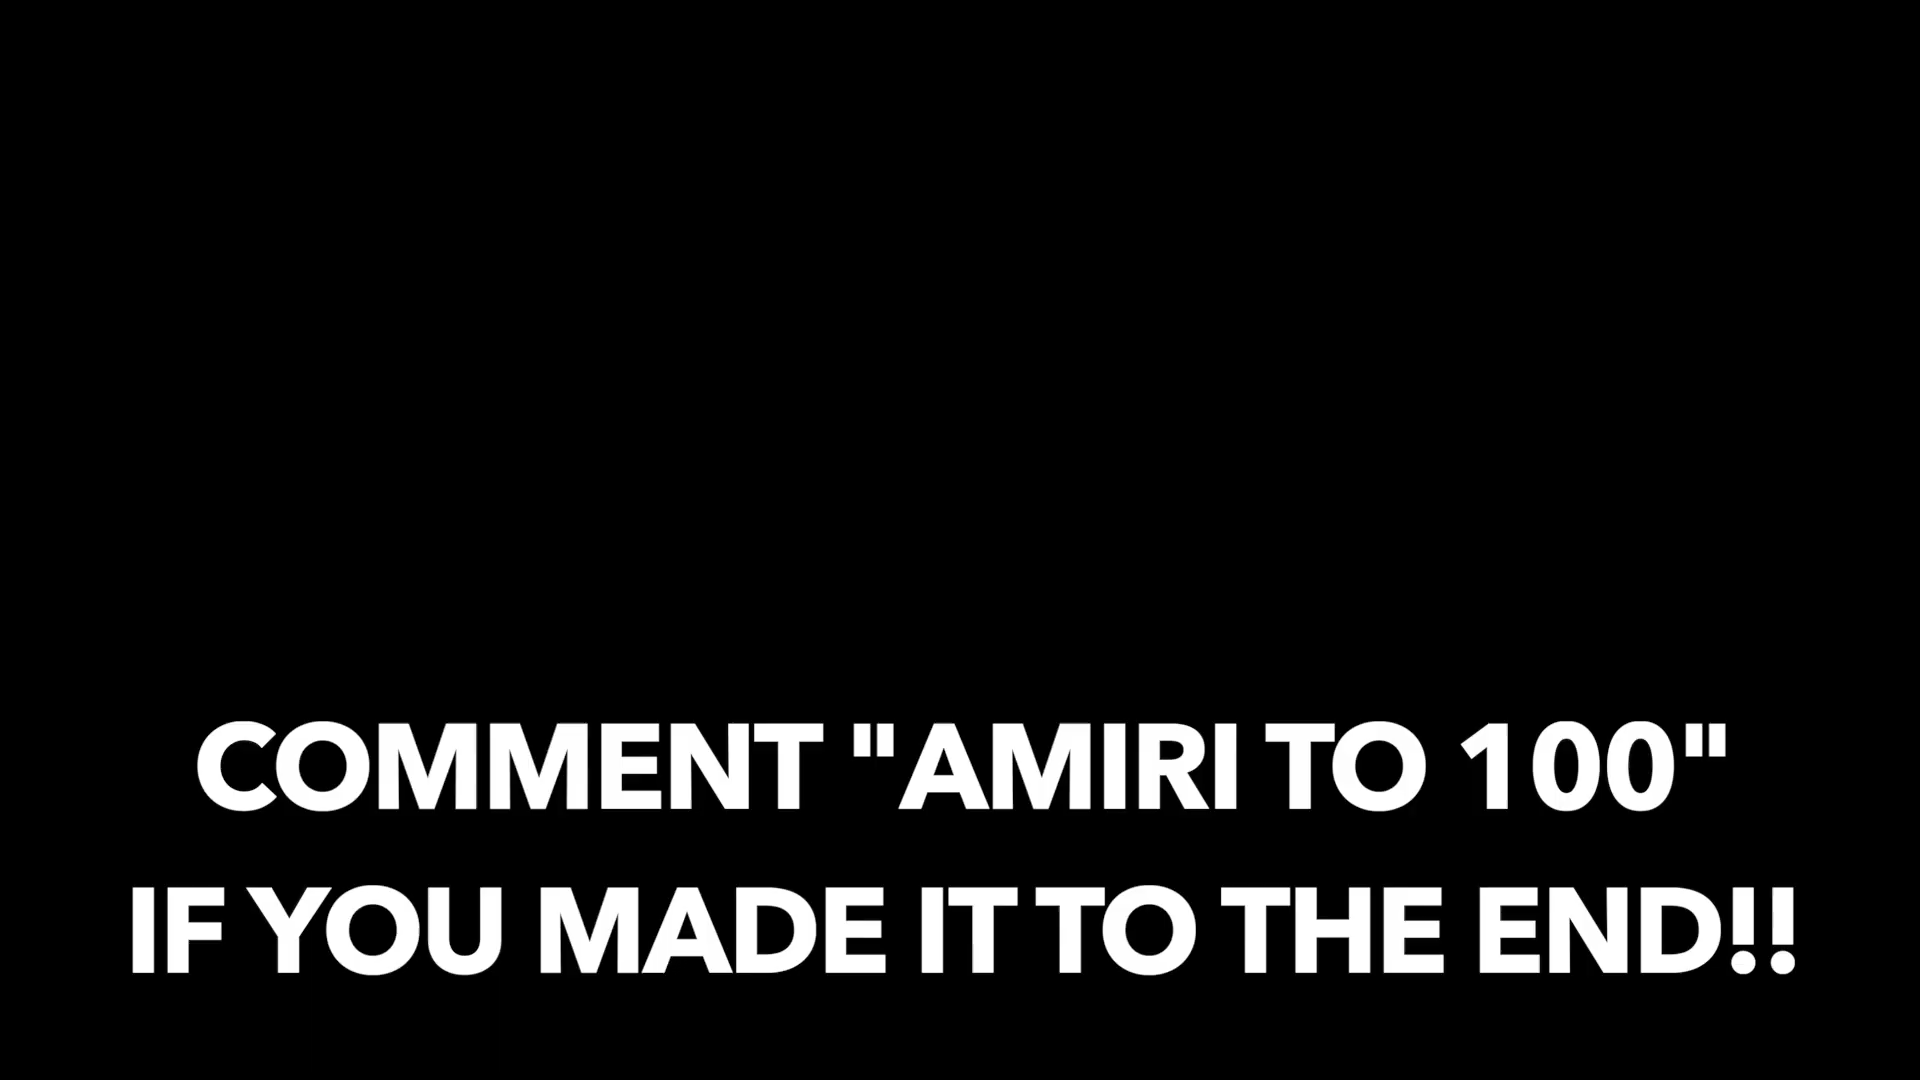 COMMENT "AMIRI TO 100"
IF YOU MADE IT TO THE END!!